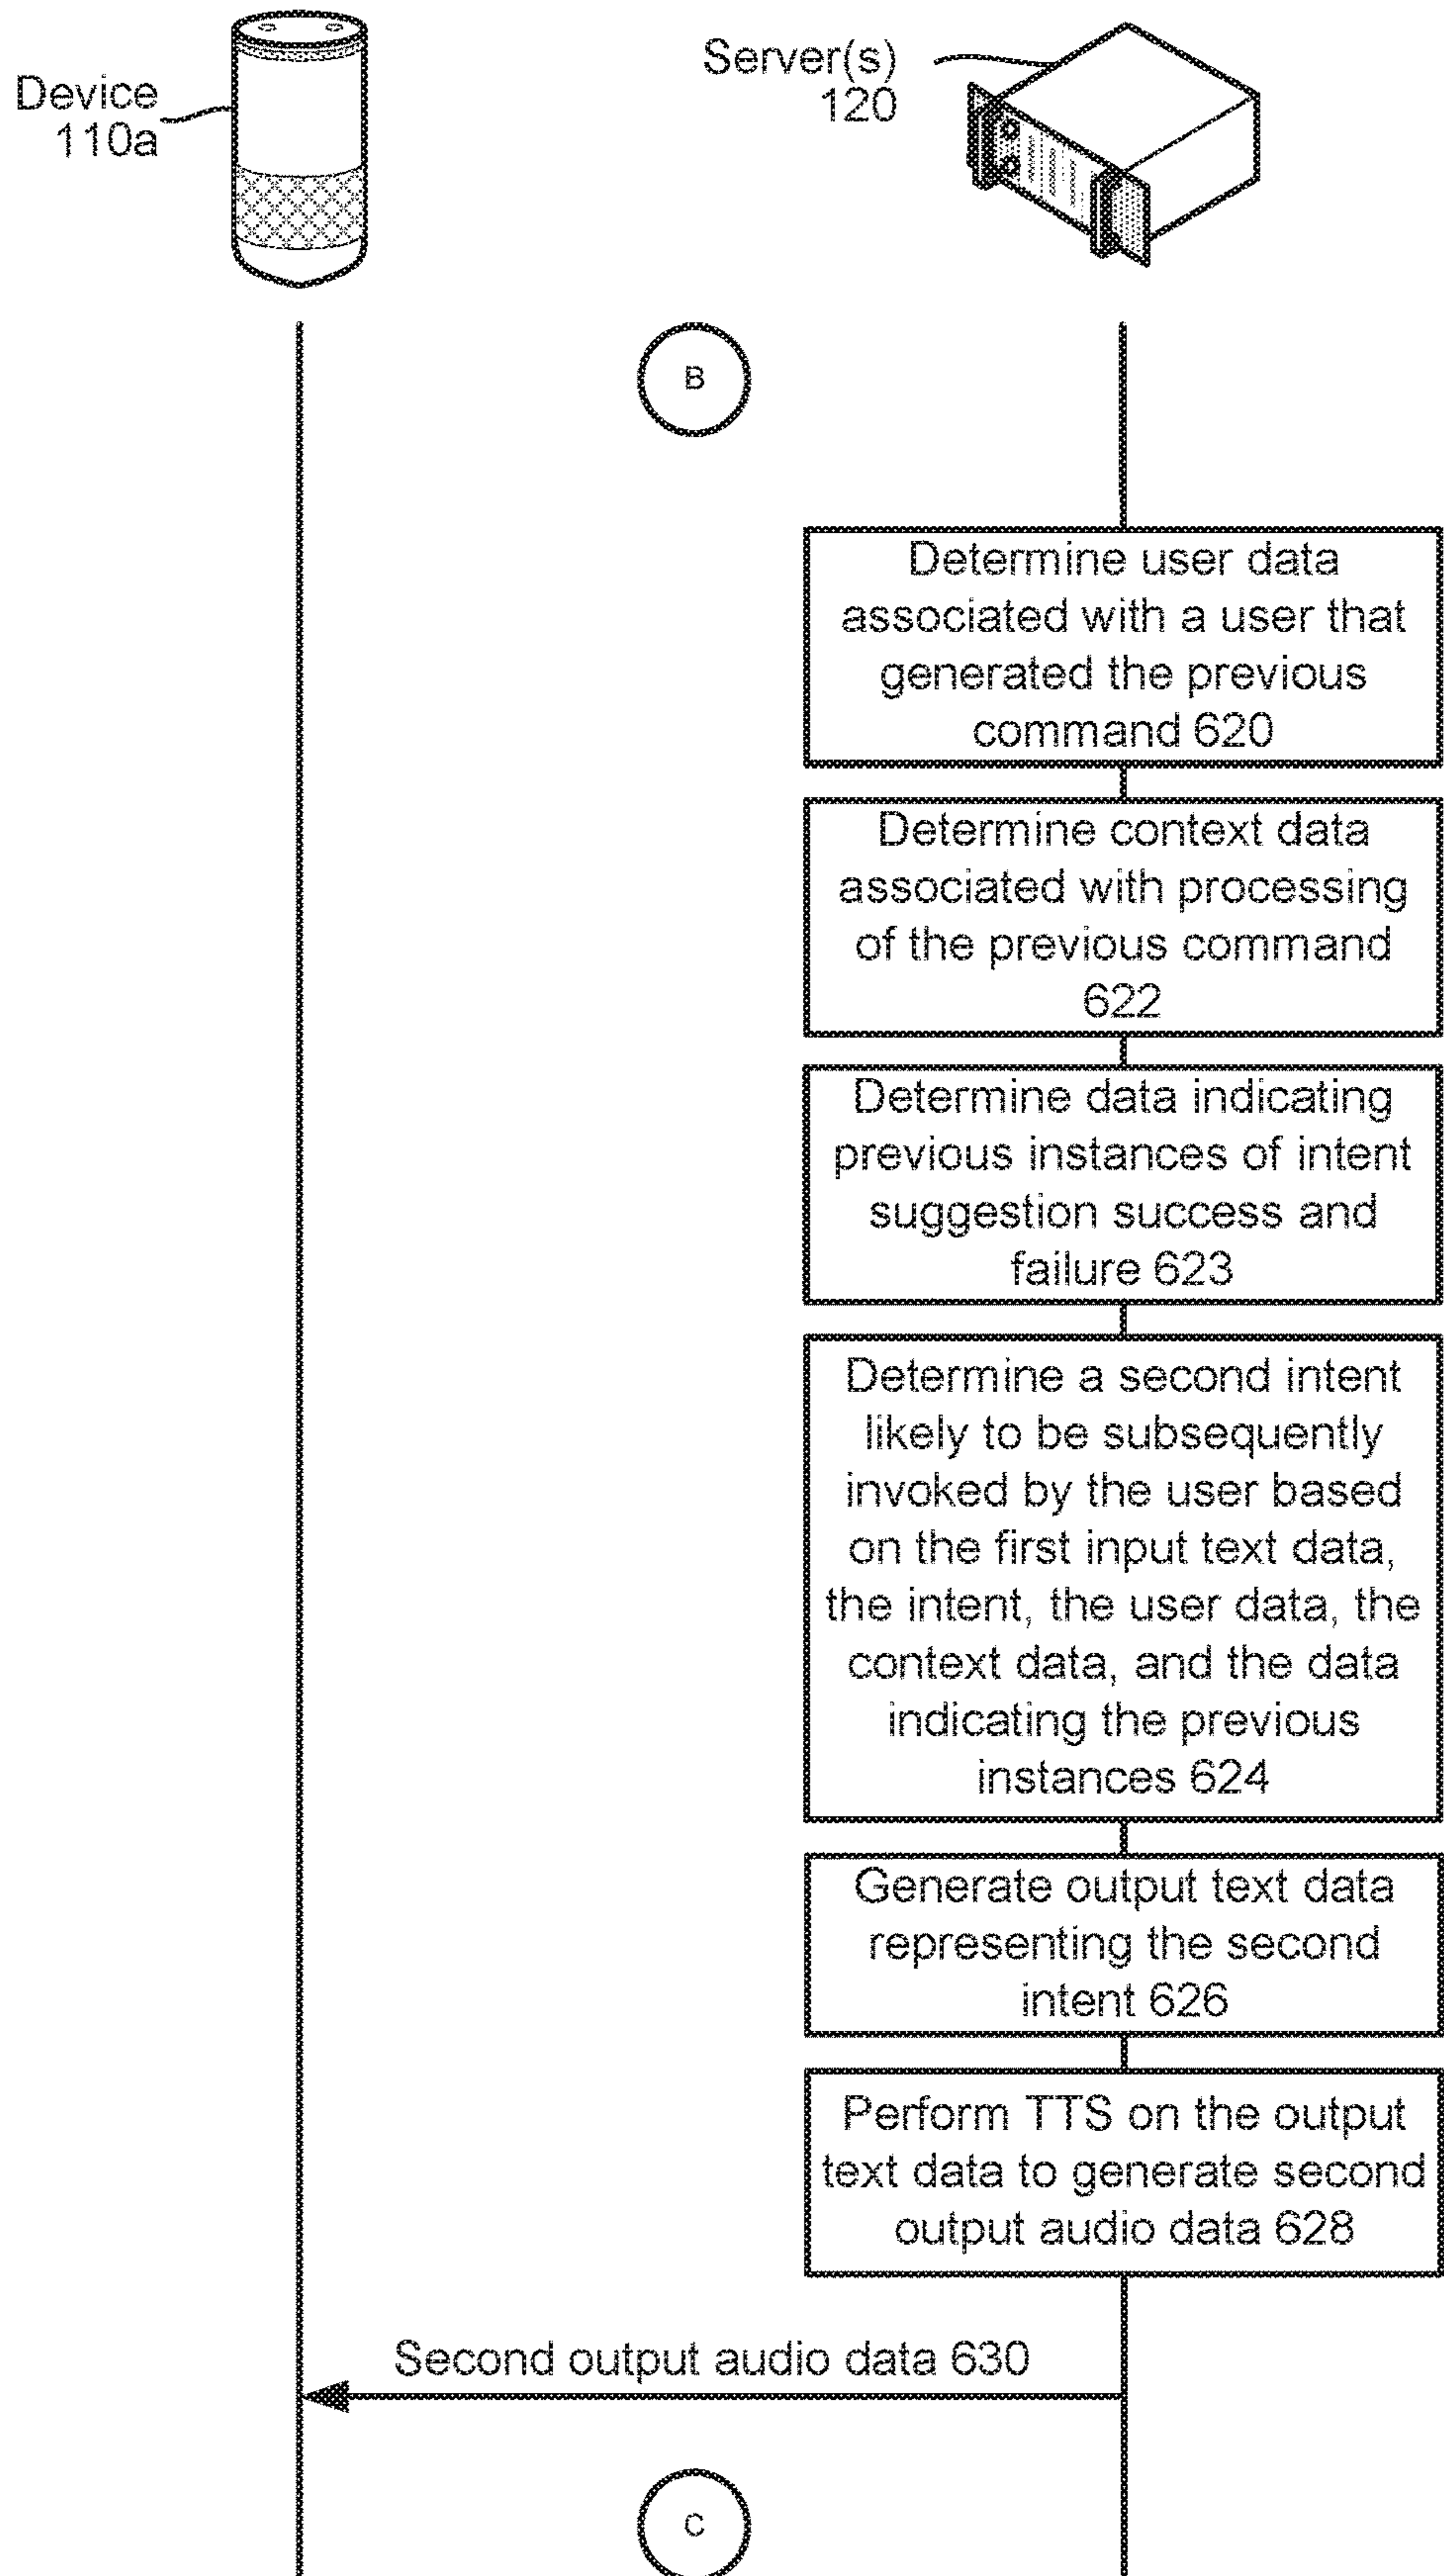 Device
110a
Server(s)
120
B
Determine user data
associated with a user that
generated the previous
command 620
Determine context data
associated with processing
of the previous command
622
Determine data indicating
previous instances of intent
suggestion success and
failure 623
Determine a second intent
likely to be subsequently
invoked by the user based
on the first input text data,
the intent, the user data, the
context data, and the data
indicating the previous
instances 624
Generate output text data
representing the second
intent 626
Perform TTS on the output
text data to generate second
output audio data 628
Second output audio data 630
C